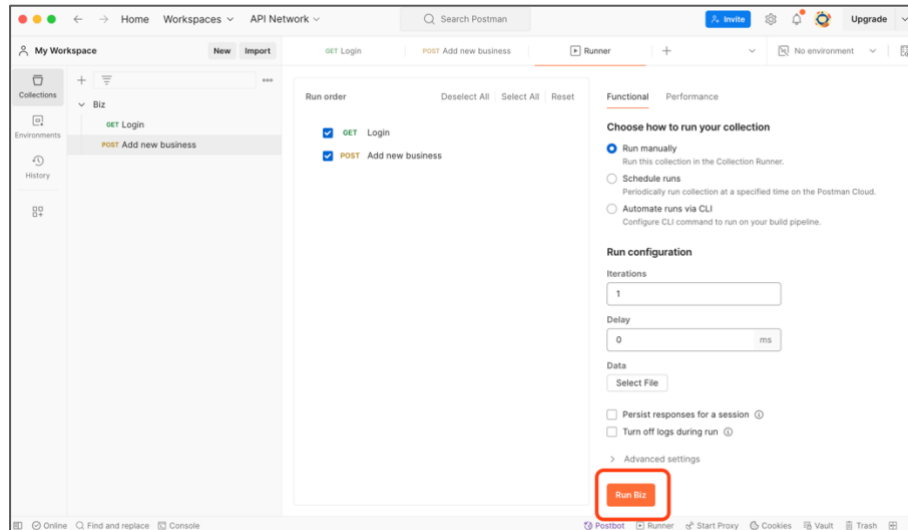 Home Workspaces API Network Search Postman Invite Upgrade
My Workspace New Import GET Login POST Add new business Runner No environment
Collections
Environments
History
Biz
GET Login
POST Add new business
Run order Deselect All Select All Reset
GET Login
POST Add new business
Functional Performance
Choose how to run your collection
Run manually
Run this collection in the Collection Runner.
Schedule runs
Periodically run collection at a specified time on the Postman Cloud.
Automate runs via CLI
Configure CLI command to run on your build pipeline.
Run configuration
Iterations
1
Delay
0 ms
Data
Select File
Persist responses for a session
Turn off logs during run
Advanced settings
Run Biz
Online Find and replace Console Postbot Runner Start Proxy Cookies Vault Trash